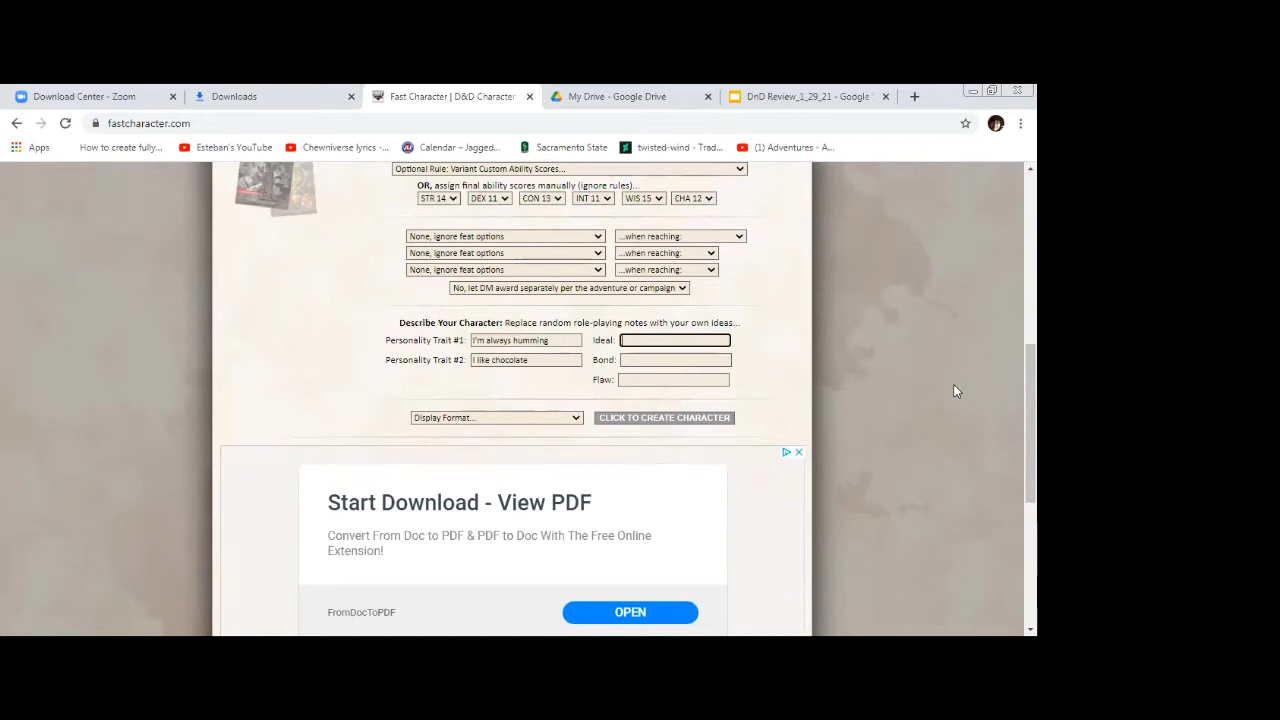 Download Center - Zoom
Downloads
Fast Character | D&D Character
My Drive - Google Drive
DnD Review_1_29_21 - Google S
fastcharacter.com
Apps
How to create fully...
Esteban's YouTube
Chewniverse lyrics -...
Calendar – Jagged...
Sacramento State
twisted-wind - Trad...
(1) Adventures - A...
Optional Rule: Variant Custom Ability Scores...
OR, assign final ability scores manually (ignore rules)...
STR 14 DEX 11 CON 13 INT 11 WIS 15 CHA 12
None, ignore feat options ...when reaching:
None, ignore feat options ...when reaching:
None, ignore feat options ...when reaching:
No, let DM award separately per the adventure or campaign
Describe Your Character: Replace random role-playing notes with your own ideas...
Personality Trait #1: I'm always humming Ideal:
Personality Trait #2: I like chocolate Bond:
Flaw:
Display Format... CLICK TO CREATE CHARACTER
Start Download - View PDF
Convert From Doc to PDF & PDF to Doc With The Free Online
Extension!
FromDocToPDF OPEN